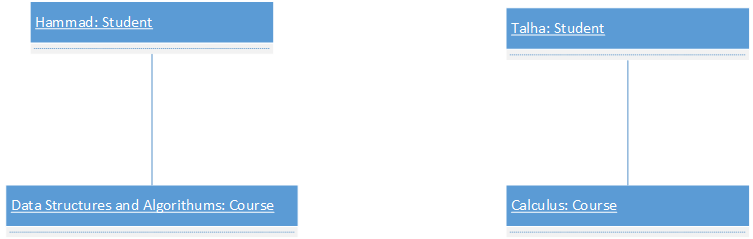 Hammad: Student
Talha: Student
Data Structures and Algorithums: Course
Calculus: Course